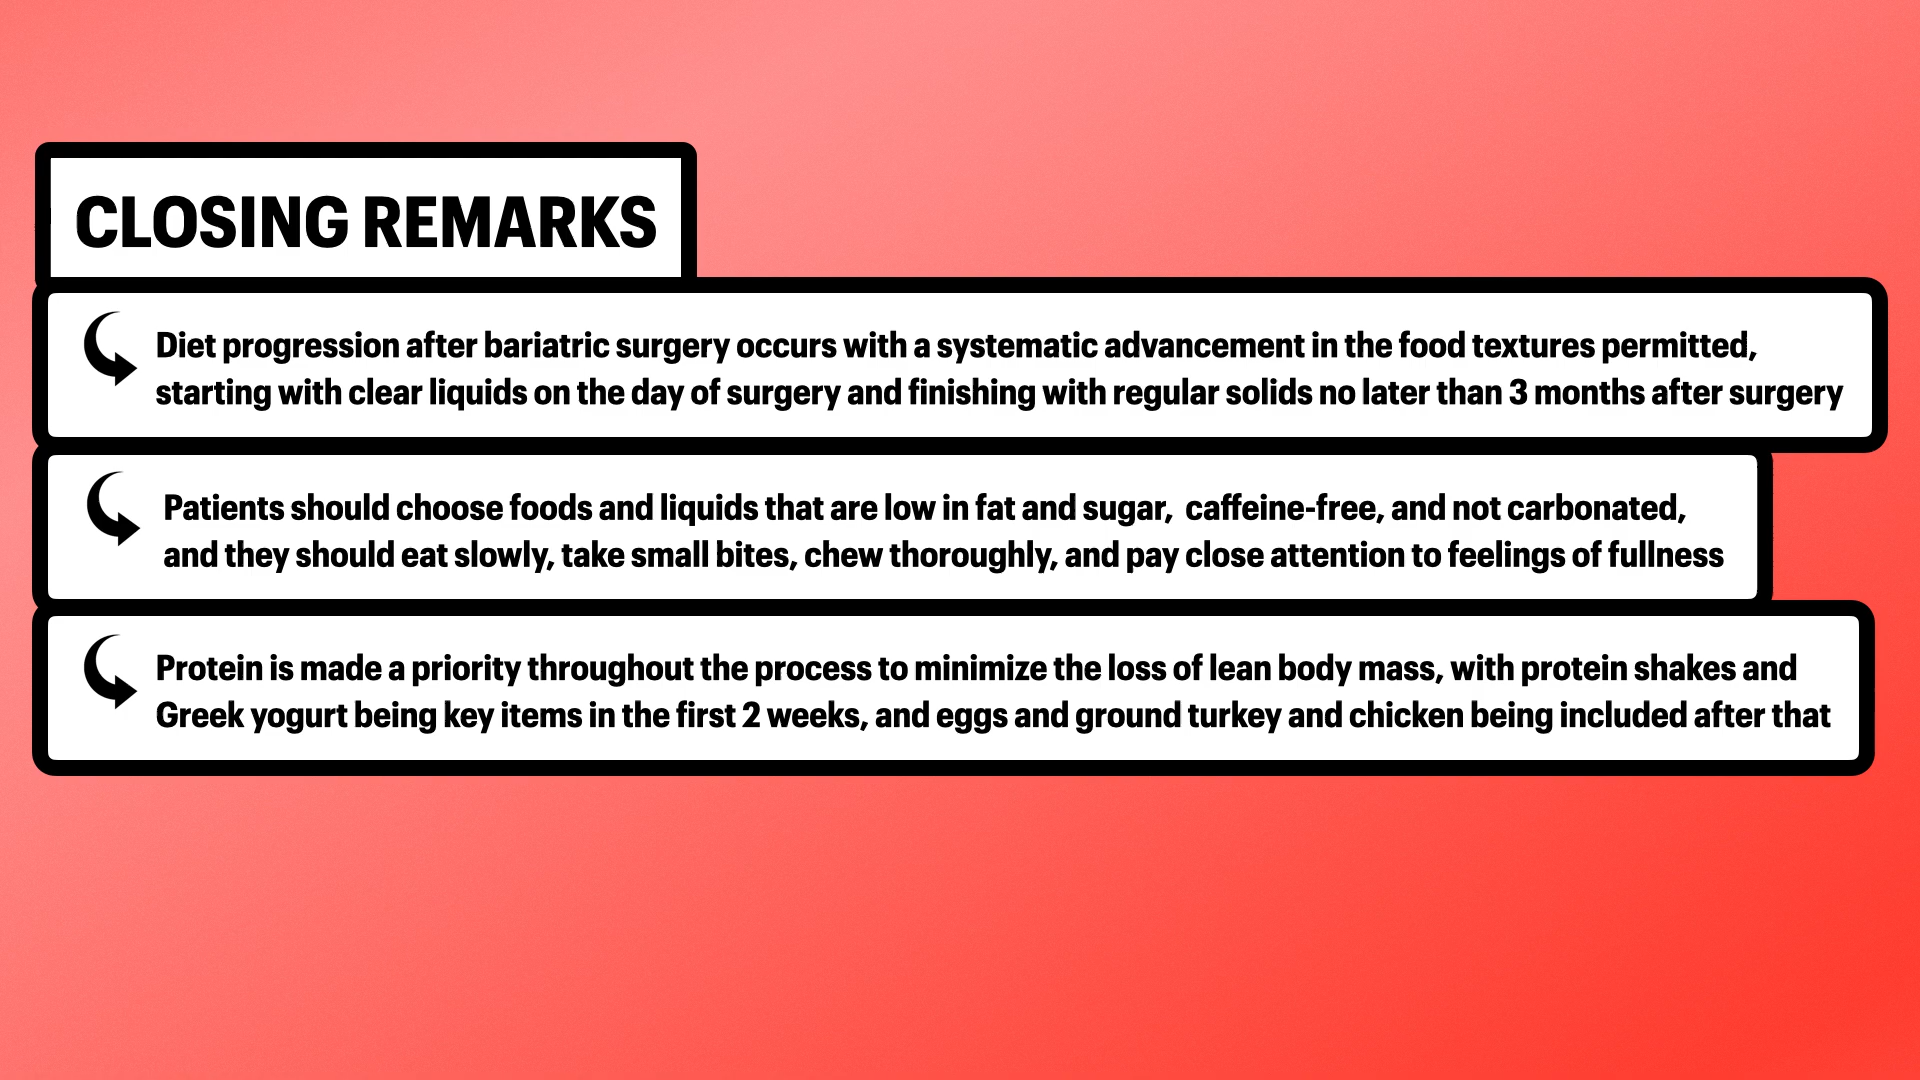 CLOSING REMARKS
Diet progression after bariatric surgery occurs with a systematic advancement in the food textures permitted,
starting with clear liquids on the day of surgery and finishing with regular solids no later than 3 months after surgery
Patients should choose foods and liquids that are low in fat and sugar,  caffeine-free, and not carbonated,
and they should eat slowly, take small bites, chew thoroughly, and pay close attention to feelings of fullness
Protein is made a priority throughout the process to minimize the loss of lean body mass, with protein shakes and
Greek yogurt being key items in the first 2 weeks, and eggs and ground turkey and chicken being included after that